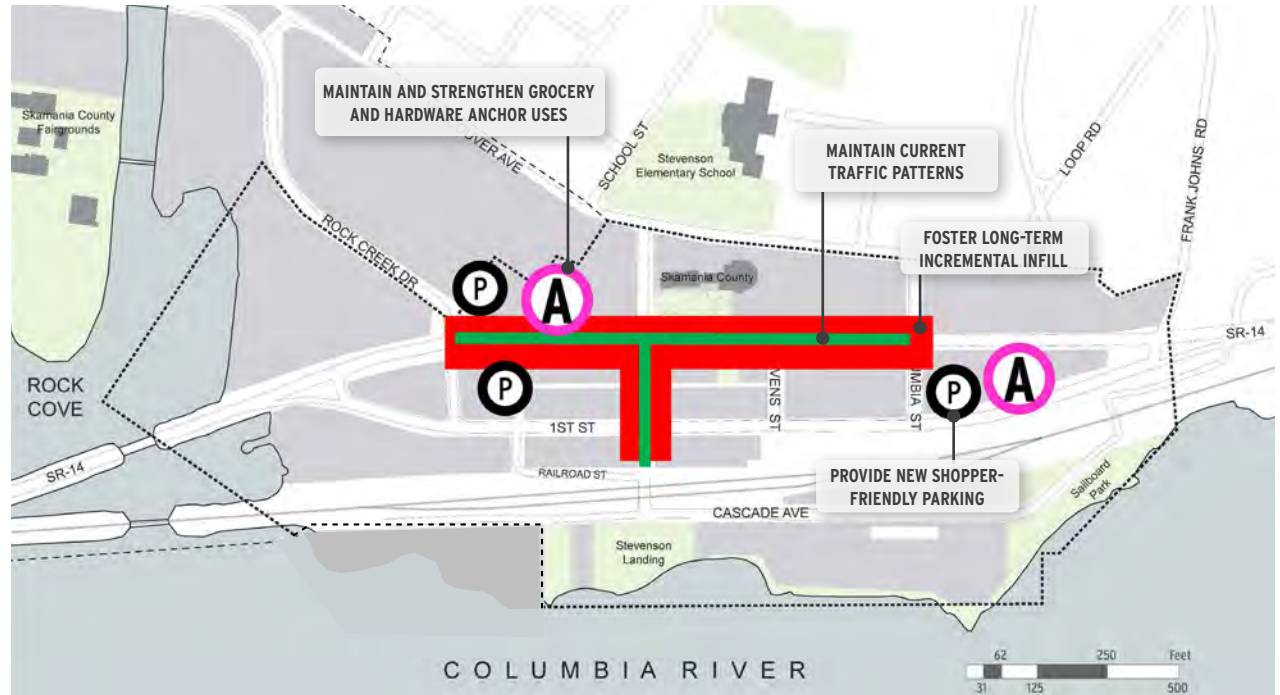 MAINTAIN AND STRENGTHEN GROCERY
AND HARDWARE ANCHOR USES
Skamania County
Fairgrounds
SCHOOL ST
Stevenson
Elementary School
MAINTAIN CURRENT
TRAFFIC PATTERNS
LOOP RD
FRANK JOHNS RD
ROCK CREEK DR
FOSTER LONG-TERM
INCREMENTAL INFILL
Skamania County
P
A
SR-14
ROCK
COVE
P
P
A
1ST ST
SR-14
RAILROAD ST
PROVIDE NEW SHOPPER-
FRIENDLY PARKING
CASCADE AVE
Sailboard
Park
Stevenson
Landing
COLUMBIA RIVER
62 250 Feet
31 125 500